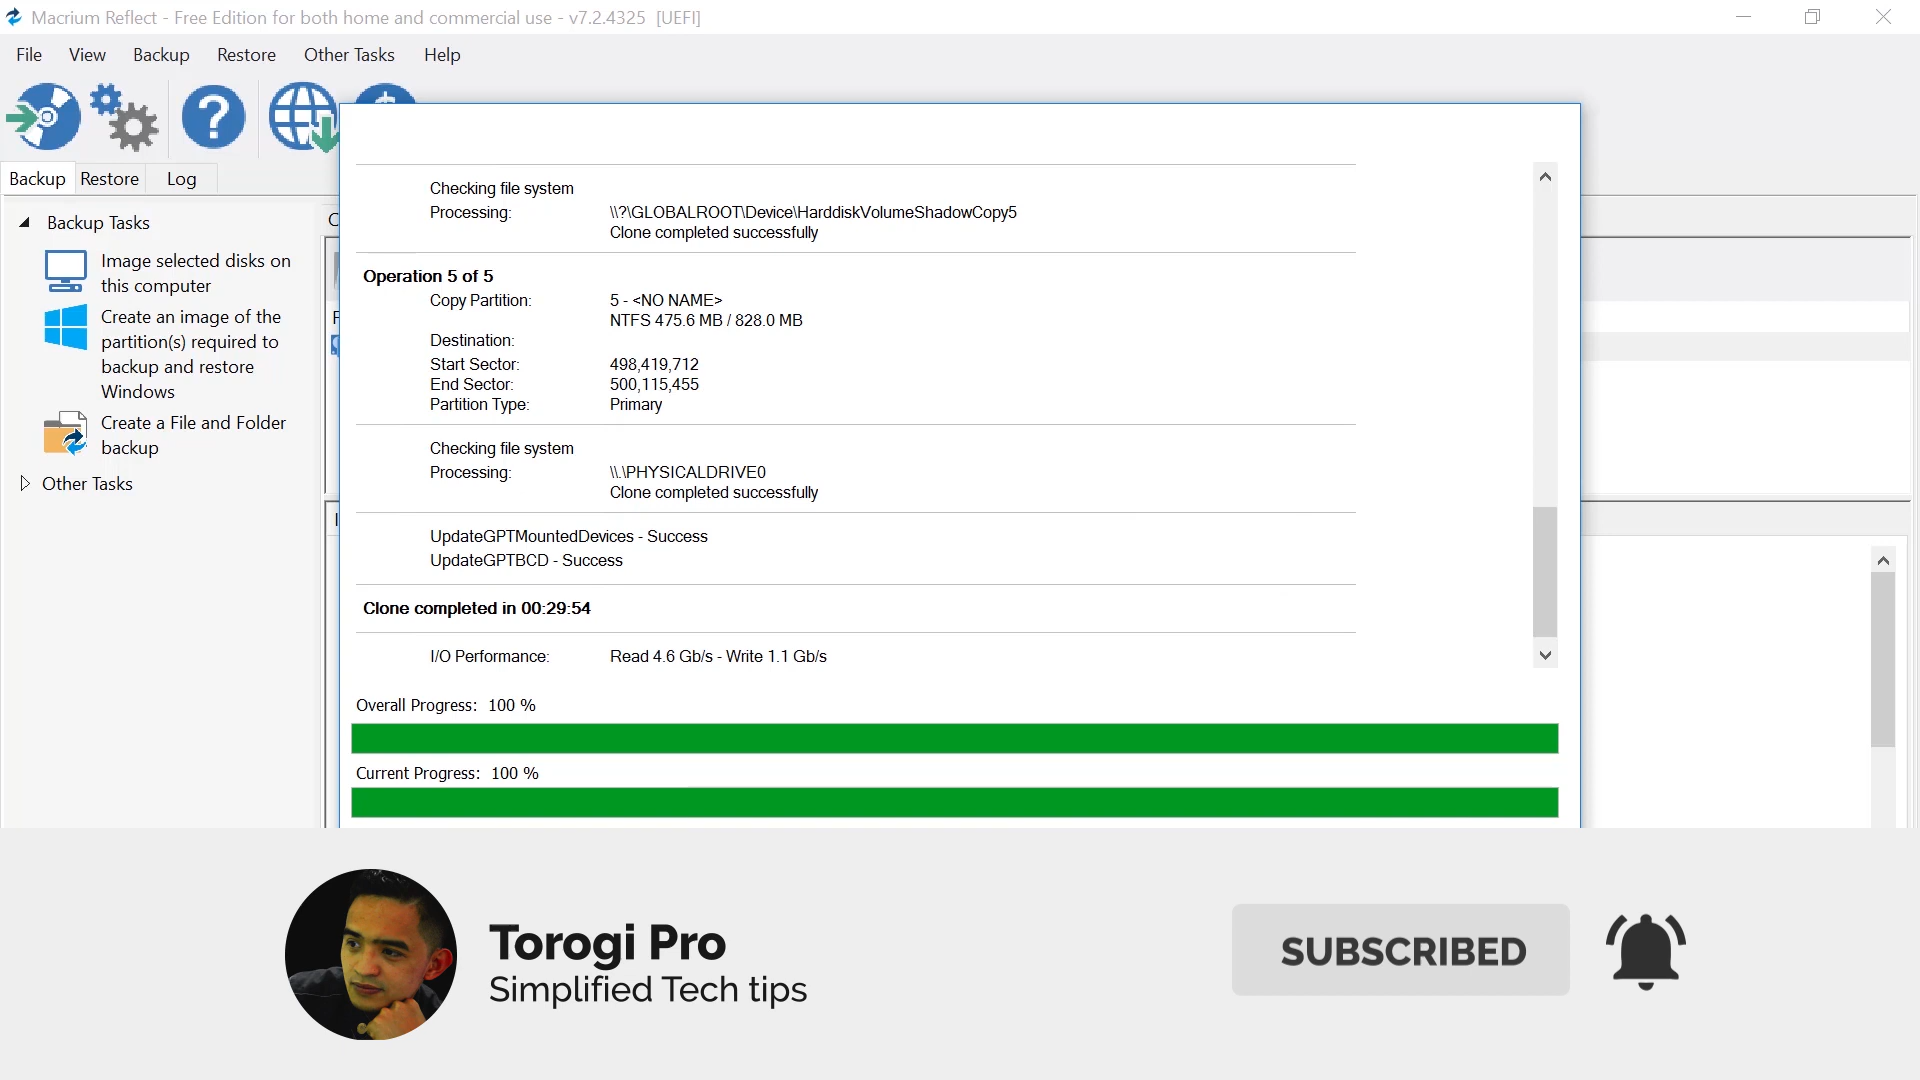 Macrium Reflect - Free Edition for both home and commercial use - v7.2.4325 [UEFI]
File View Backup Restore Other Tasks Help
Backup Restore Log
Backup Tasks
Image selected disks on
this computer
Create an image of the
partition(s) required to
backup and restore
Windows
Create a File and Folder
backup
Other Tasks
Checking file system
Processing: \\?\GLOBALROOT\Device\HarddiskVolumeShadowCopy5
Clone completed successfully
Operation 5 of 5
Copy Partition: 5 - <NO NAME>
NTFS 475.6 MB / 828.0 MB
Destination:
Start Sector: 498,419,712
End Sector: 500,115,455
Partition Type: Primary
Checking file system
Processing: \\.\PHYSICALDRIVE0
Clone completed successfully
UpdateGPTMountedDevices - Success
UpdateGPTBCD - Success
Clone completed in 00:29:54
I/O Performance: Read 4.6 Gb/s - Write 1.1 Gb/s
Overall Progress: 100 %
Current Progress: 100 %
Torogi Pro
Simplified Tech tips
SUBSCRIBED